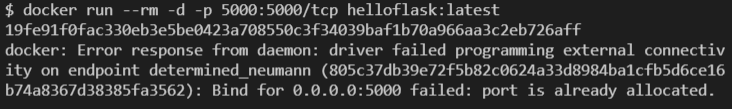 $ docker run --rm -d -p 5000:5000/tcp helloflask:latest
19fe91f0fac330eb3e5be0423a708550c3f34039baf1b70a966aa3c2eb726aff
docker: Error response from daemon: driver failed programming external connectiv
ity on endpoint determined_neumann (805c37db39e72f5b82c0624a33d8984ba1cfb5d6ce16
b74a8367d38385fa3562): Bind for 0.0.0.0:5000 failed: port is already allocated.